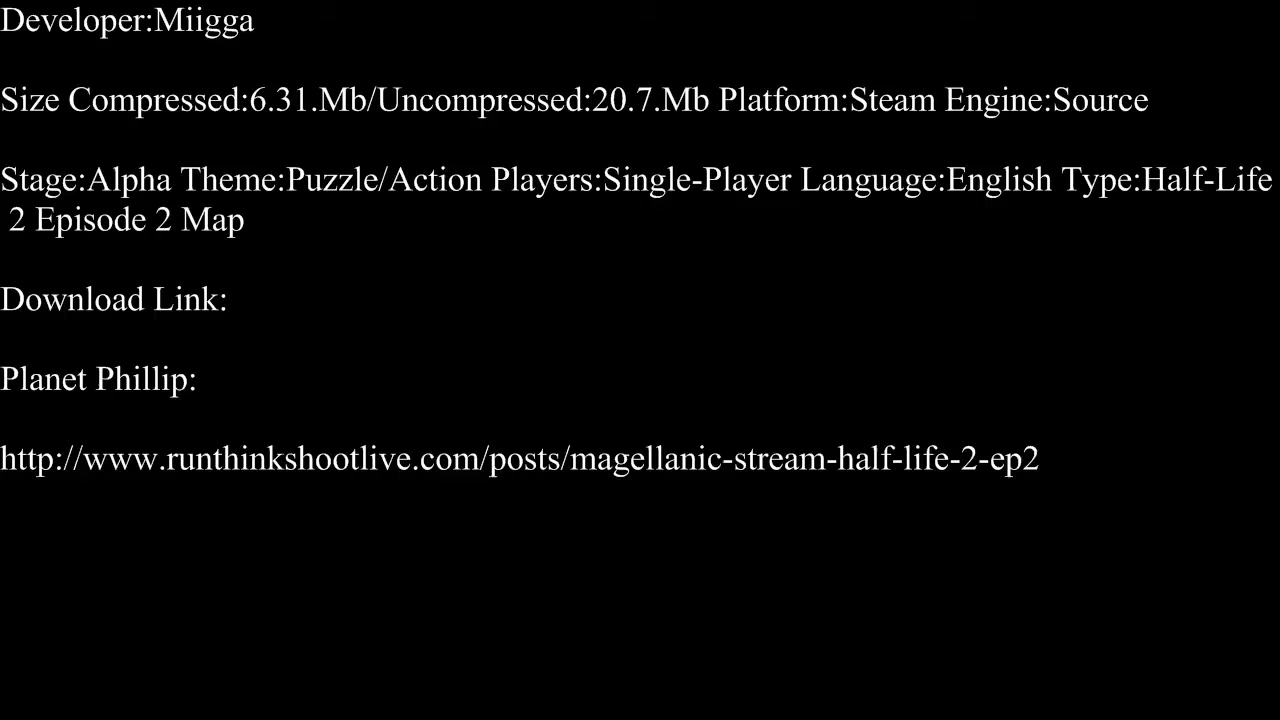 Developer:Miigga
Size Compressed:6.31.Mb/Uncompressed:20.7.Mb Platform:Steam Engine:Source
Stage:Alpha Theme:Puzzle/Action Players:Single-Player Language:English Type:Half-Life
2 Episode 2 Map
Download Link:
Planet Phillip:
http://www.runthinkshootlive.com/posts/magellanic-stream-half-life-2-ep2